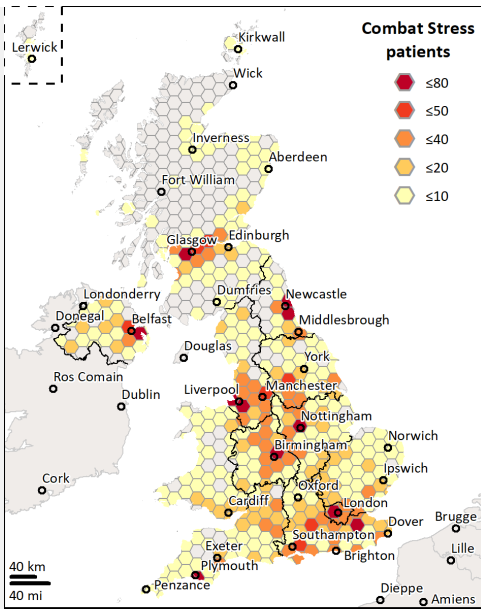 Lerwick
Kirkwall
Combat Stress
patients
≤80
≤50
≤40
≤20
≤10
Wick
Inverness
Aberdeen
Fort William
Glasgow
Edinburgh
Londonderry
Dumfries
Newcastle
Donegal
Belfast
Middlesbrough
Douglas
York
Ros Comain
Dublin
Liverpool
Manchester
Nottingham
Norwich
Birmingham
Ipswich
Cork
Cardiff
Oxford
London
Brugge
Dover
Exeter
Southampton
Lille
Plymouth
Brighton
40 km
40 mi
Penzance
Dieppe
Amiens